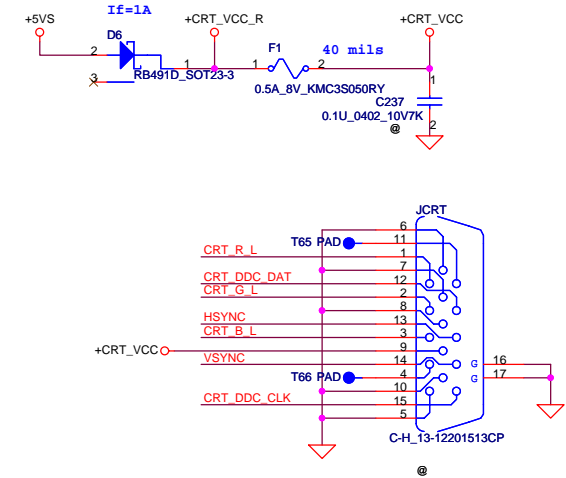 If=1A
+5VS
+CRT_VCC_R
+CRT_VCC
D6
F1
40 mils
2
1
1
2
3
RB491D_SOT23-3
0.5A_8V_KMC3S050RY
1
C237
0.1U_0402_10V7K
2
@
JCRT
6
T65 PAD
11
CRT_R_L
1
7
CRT_DDC_DAT
12
CRT_G_L
2
8
HSYNC
13
CRT_B_L
3
+CRT_VCC
9
VSYNC
14
G
16
T66 PAD
4
G
17
10
CRT_DDC_CLK
15
5
C-H_13-12201513CP
@